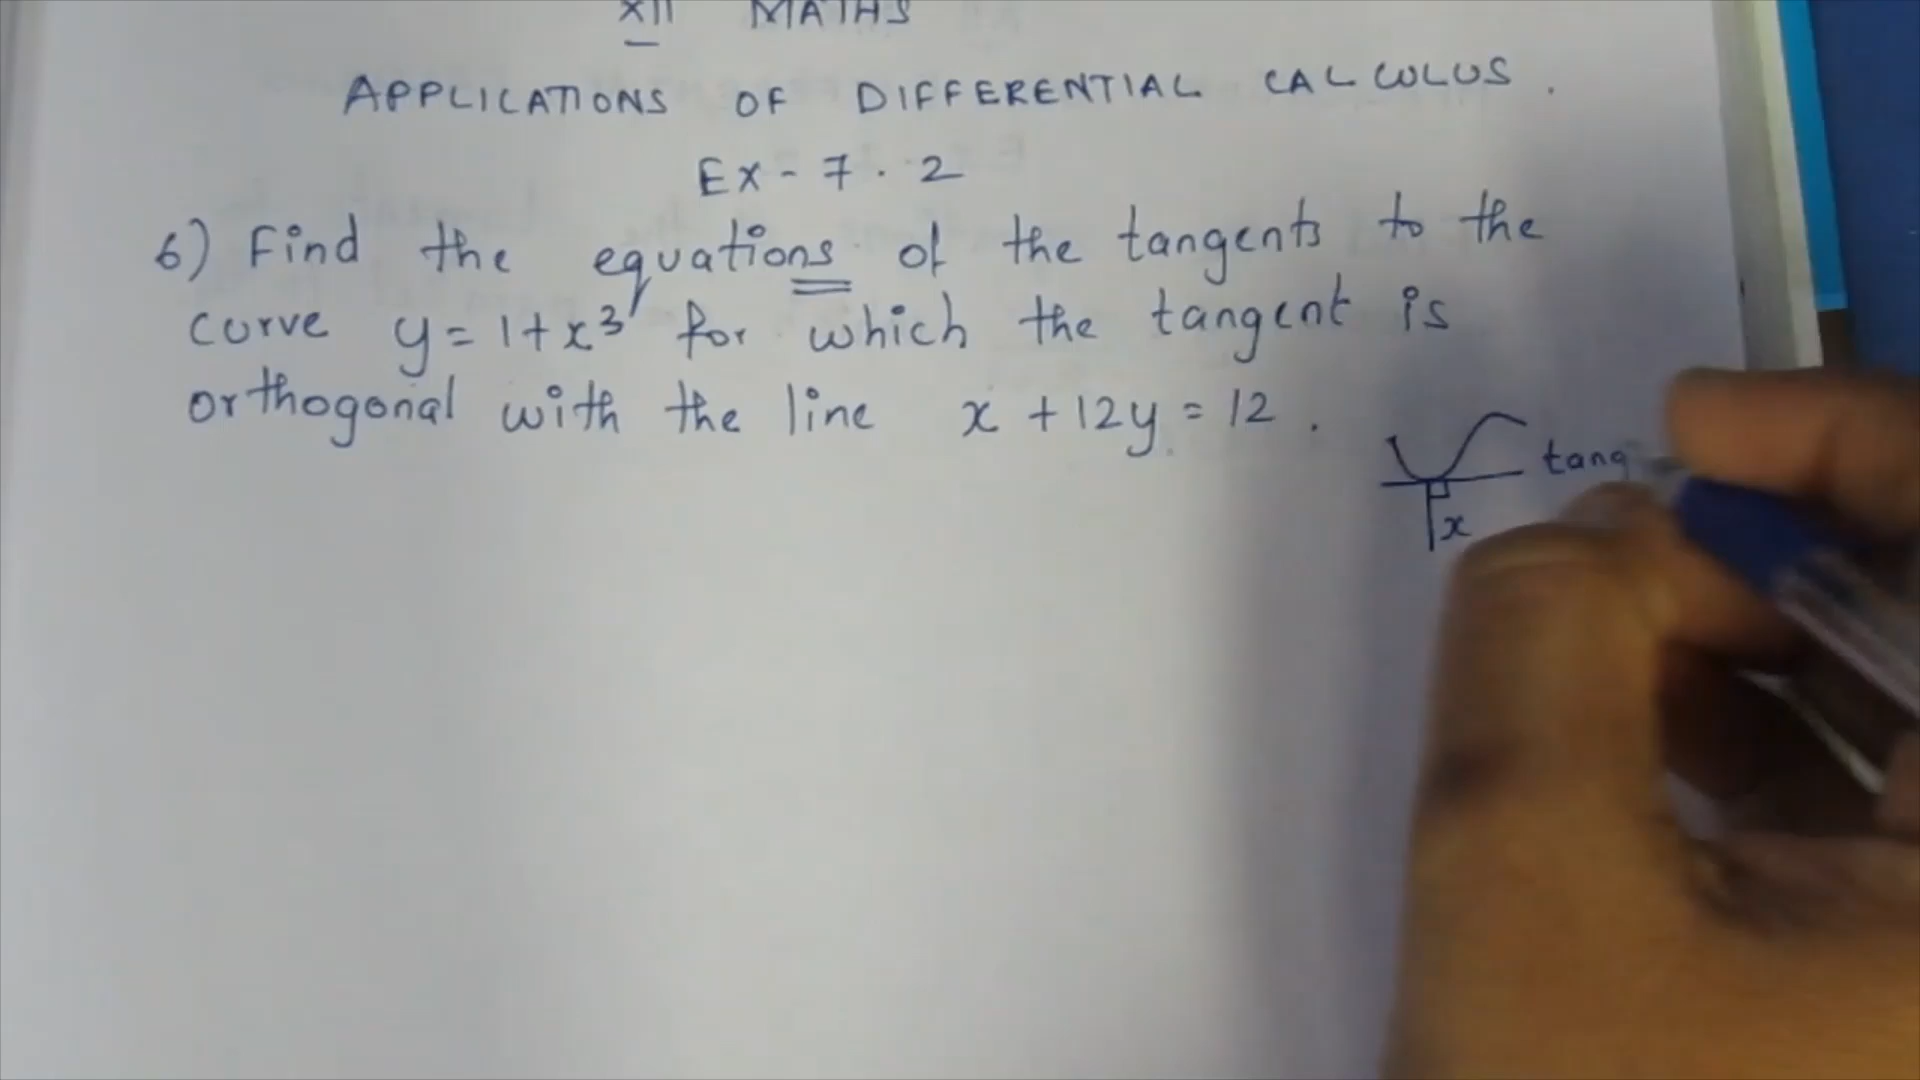 XII MATHS
APPLICATIONS OF DIFFERENTIAL CALCULUS.
Ex - 7.2
6) Find the equations of the tangents to the
curve y = 1 + x³ for which the tangent is
orthogonal with the line x + 12y = 12.
tang
x